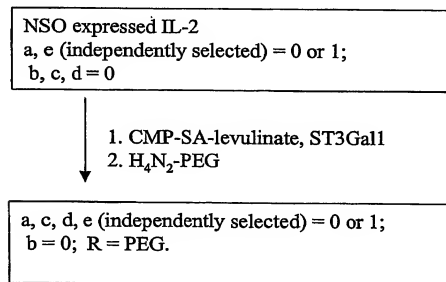 NSO expressed IL-2
a, e (independently selected) = 0 or 1;
b, c, d = 0
1. CMP-SA-levulinate, ST3Gal1
2. H₄N₂-PEG
a, c, d, e (independently selected) = 0 or 1;
b = 0; R = PEG.